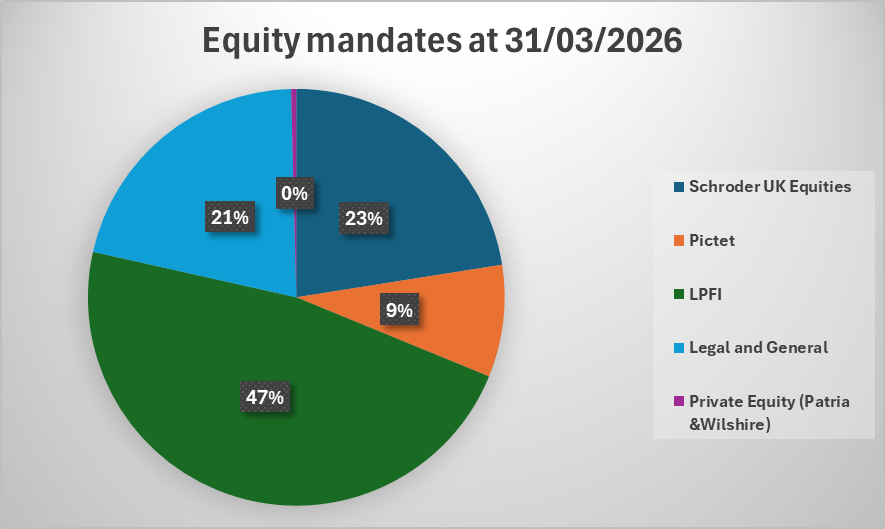 Equity mandates at 31/03/2026
0%
21%
23%
9%
47%
Schroder UK Equities
Pictet
LPFI
Legal and General
Private Equity (Patria
&Wilshire)